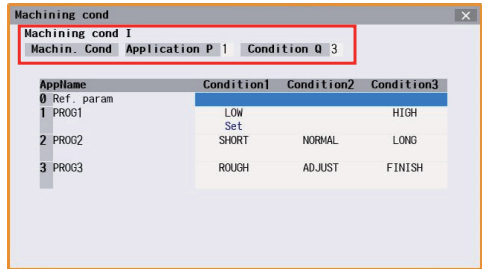 Machining cond
Machining cond I
Machin. Cond Application P 1 Condition Q 3
AppName Condition1 Condition2 Condition3
0 Ref. param
1 PROG1 LOW HIGH
Set
2 PROG2 SHORT NORMAL LONG
3 PROG3 ROUGH ADJUST FINISH